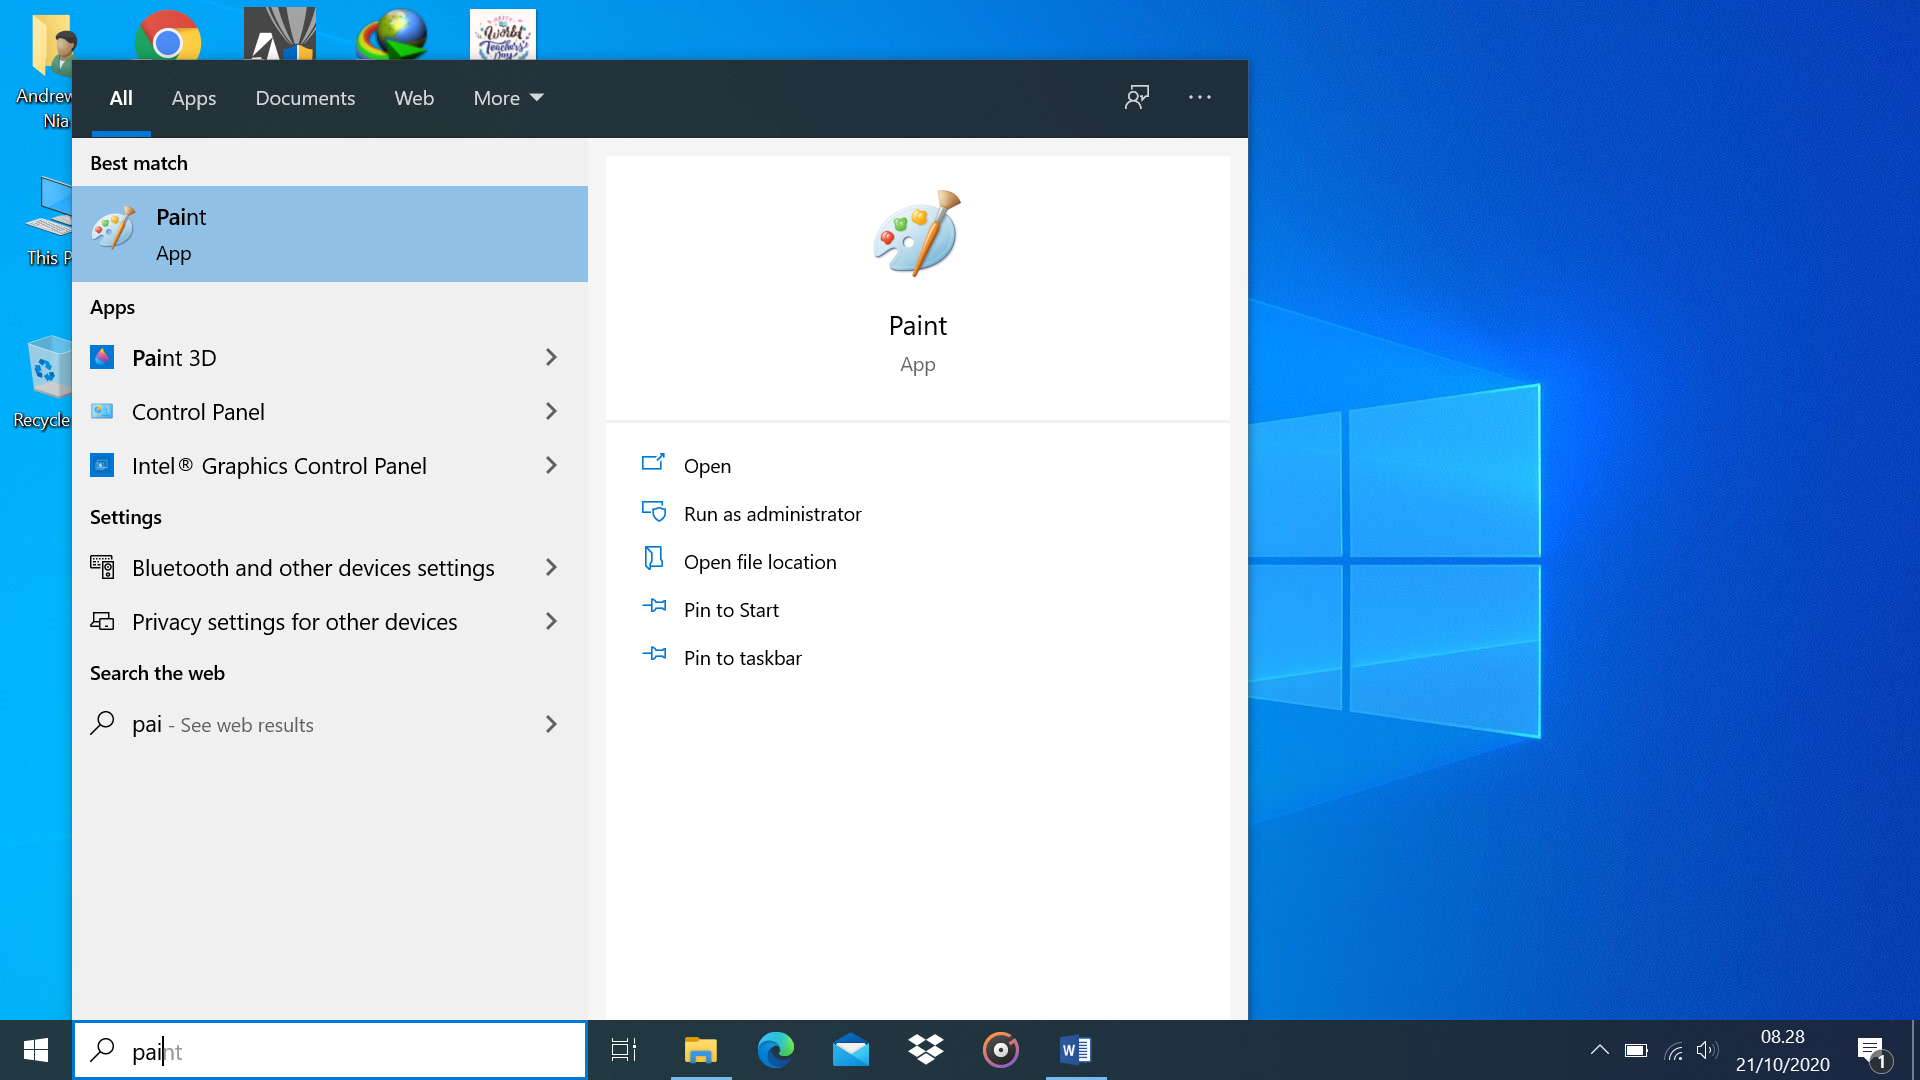 Andrew
Nia
This P
Recycle
Happy
World
Teachers
Day
All Apps Documents Web More
Best match
Paint
App
Apps
Paint 3D
Control Panel
Intel® Graphics Control Panel
Settings
Bluetooth and other devices settings
Privacy settings for other devices
Search the web
pai - See web results
Paint
App
Open
Run as administrator
Open file location
Pin to Start
Pin to taskbar
paint
W
08.28
21/10/2020
1